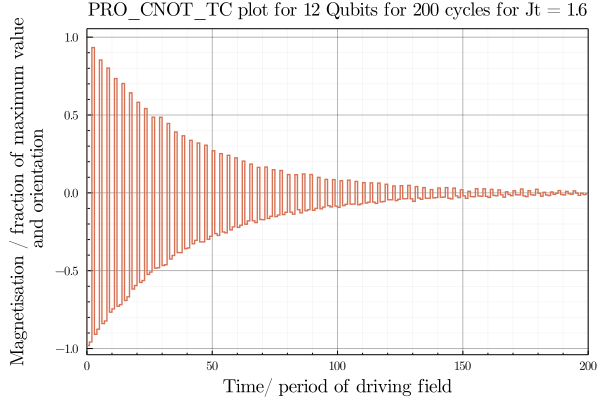 PRO_CNOT_TC plot for 12 Qubits for 200 cycles for Jt = 1.6
Magnetisation / fraction of maximum value
and orientation
1.0
0.5
0.0
−0.5
−1.0
0
50
100
150
200
Time/ period of driving field